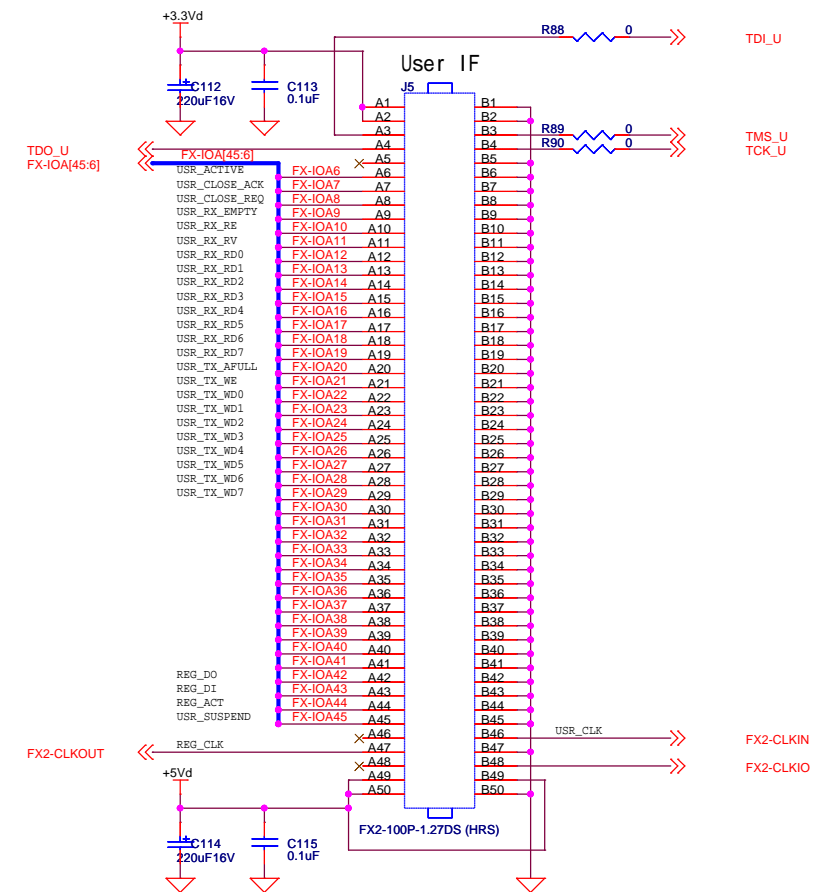 +3.3Vd
R88 0 TDI_U
User IF
C112 C113
220uF16V 0.1uF
J5
A1 B1
A2 B2
A3 B3 R89 0 TMS_U
TDO_U A4 B4 R90 0 TCK_U
FX-IOA[45:6] FX-IOA[45:6] A5 B5
USR_ACTIVE FX-IOA6 A6 B6
USR_CLOSE_ACK FX-IOA7 A7 B7
USR_CLOSE_REQ FX-IOA8 A8 B8
USR_RX_EMPTY FX-IOA9 A9 B9
USR_RX_RE FX-IOA10 A10 B10
USR_RX_RV FX-IOA11 A11 B11
USR_RX_RD0 FX-IOA12 A12 B12
USR_RX_RD1 FX-IOA13 A13 B13
USR_RX_RD2 FX-IOA14 A14 B14
USR_RX_RD3 FX-IOA15 A15 B15
USR_RX_RD4 FX-IOA16 A16 B16
USR_RX_RD5 FX-IOA17 A17 B17
USR_RX_RD6 FX-IOA18 A18 B18
USR_RX_RD7 FX-IOA19 A19 B19
USR_TX_AFULL FX-IOA20 A20 B20
USR_TX_WE FX-IOA21 A21 B21
USR_TX_WD0 FX-IOA22 A22 B22
USR_TX_WD1 FX-IOA23 A23 B23
USR_TX_WD2 FX-IOA24 A24 B24
USR_TX_WD3 FX-IOA25 A25 B25
USR_TX_WD4 FX-IOA26 A26 B26
USR_TX_WD5 FX-IOA27 A27 B27
USR_TX_WD6 FX-IOA28 A28 B28
USR_TX_WD7 FX-IOA29 A29 B29
FX-IOA30 A30 B30
FX-IOA31 A31 B31
FX-IOA32 A32 B32
FX-IOA33 A33 B33
FX-IOA34 A34 B34
FX-IOA35 A35 B35
FX-IOA36 A36 B36
FX-IOA37 A37 B37
FX-IOA38 A38 B38
FX-IOA39 A39 B39
FX-IOA40 A40 B40
FX-IOA41 A41 B41
REG_DO FX-IOA42 A42 B42
REG_DI FX-IOA43 A43 B43
REG_ACT FX-IOA44 A44 B44
USR_SUSPEND FX-IOA45 A45 B45
A46 B46 USR_CLK FX2-CLKIN
FX2-CLKOUT REG_CLK A47 B47
A48 B48 FX2-CLKIO
+5Vd A49 B49
A50 B50
FX2-100P-1.27DS (HRS)
C114 C115
220uF16V 0.1uF